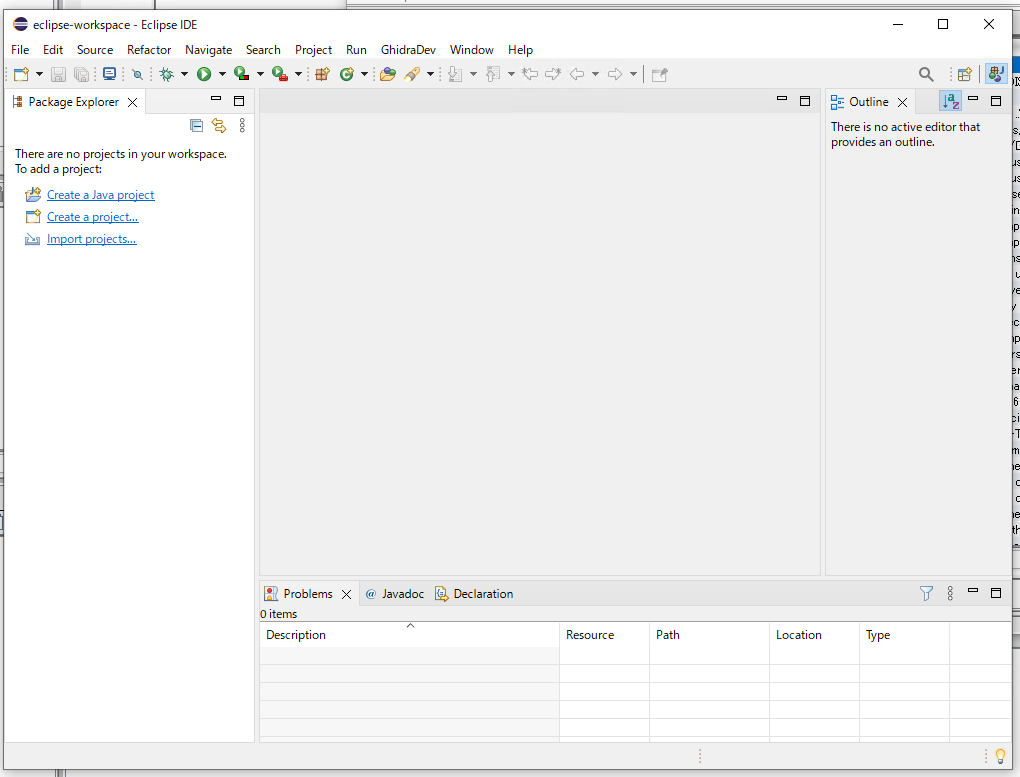 eclipse-workspace - Eclipse IDE
File Edit Source Refactor Navigate Search Project Run GhidraDev Window Help
Package Explorer
There are no projects in your workspace.
To add a project:
Create a Java project
Create a project...
Import projects...
Outline
There is no active editor that
provides an outline.
Problems @ Javadoc Declaration
0 items
Description Resource Path Location Type